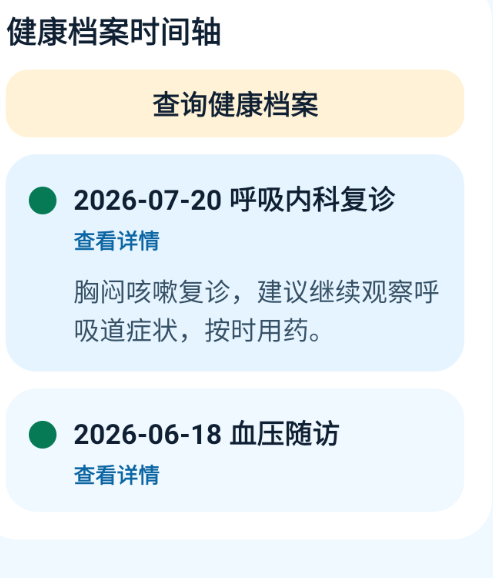 健康档案时间轴
查询健康档案
2026-07-20 呼吸内科复诊
查看详情
胸闷咳嗽复诊，建议继续观察呼
吸道症状，按时用药。
2026-06-18 血压随访
查看详情